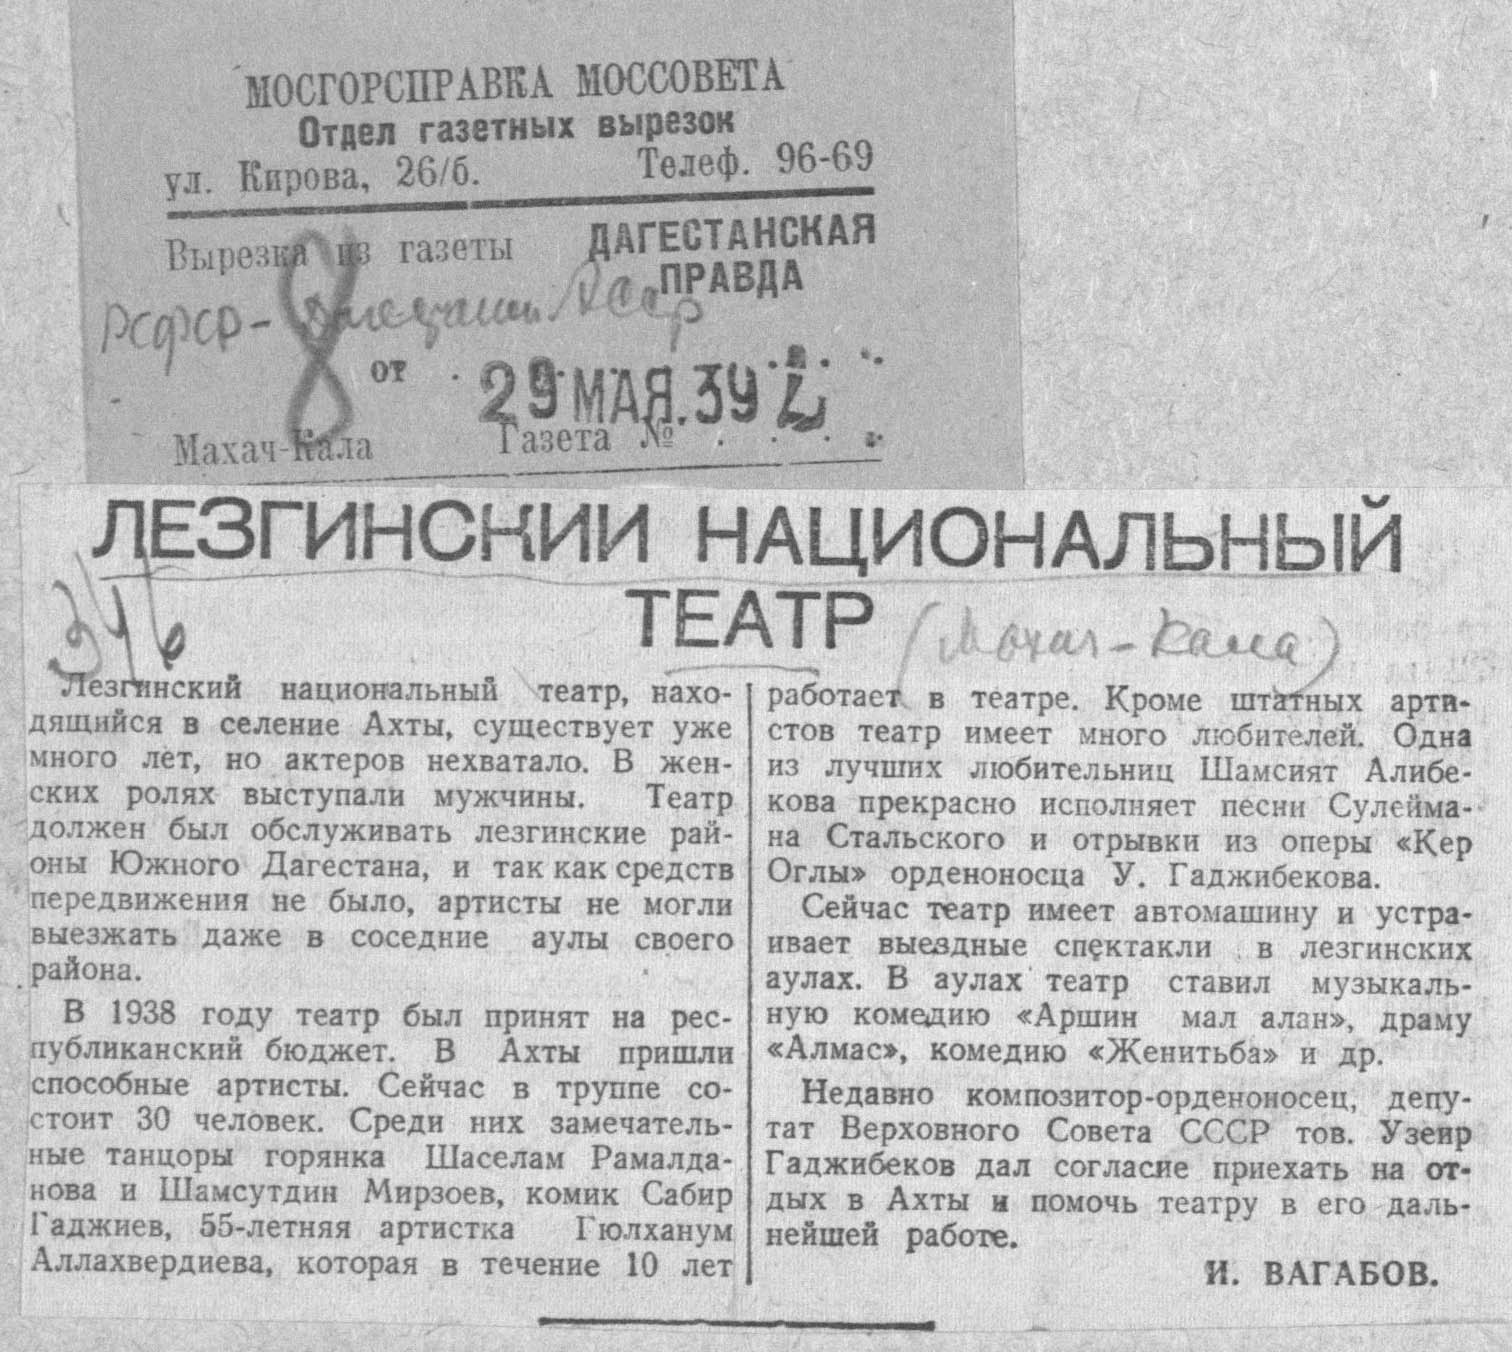 МОСГОРСПРАВКА МОССОВЕТА
Отдел газетных вырезок
ул. Кирова, 26/б. Телеф. 96-69
Вырезка из газеты ДАГЕСТАНСКАЯ
ПРАВДА
РСФСР - АССР
8
от 29 МАЯ. 39
Махач-Кала Газета №
ЛЕЗГИНСКИЙ НАЦИОНАЛЬНЫЙ
ТЕАТР (Махач-Кала)
Лезгинский национальный театр, нахо-
дящийся в селение Ахты, существует уже
много лет, но актеров нехватало. В жен-
ских ролях выступали мужчины. Театр
должен был обслуживать лезгинские рай-
оны Южного Дагестана, и так как средств
передвижения не было, артисты не могли
выезжать даже в соседние аулы своего
района.
В 1938 году театр был принят на рес-
публиканский бюджет. В Ахты пришли
способные артисты. Сейчас в труппе со-
стоит 30 человек. Среди них замечатель-
ные танцоры горянка Шаселам Рамалда-
нова и Шамсутдин Мирзоев, комик Сабир
Гаджиев, 55-летняя артистка Гюлханум
Аллахвердиева, которая в течение 10 лет
работает в театре. Кроме штатных арти-
стов театр имеет много любителей. Одна
из лучших любительниц Шамсият Алибе-
кова прекрасно исполняет песни Сулейма-
на Стальского и отрывки из оперы «Кер
Оглы» орденоносца У. Гаджибекова.
Сейчас театр имеет автомашину и устра-
ивает выездные спектакли в лезгинских
аулах. В аулах театр ставил музыкаль-
ную комедию «Аршин мал алан», драму
«Алмас», комедию «Женитьба» и др.
Недавно композитор-орденоносец, депу-
тат Верховного Совета СССР тов. Узеир
Гаджибеков дал согласие приехать на от-
дых в Ахты и помочь театру в его даль-
нейшей работе.
И. ВАГАБОВ.